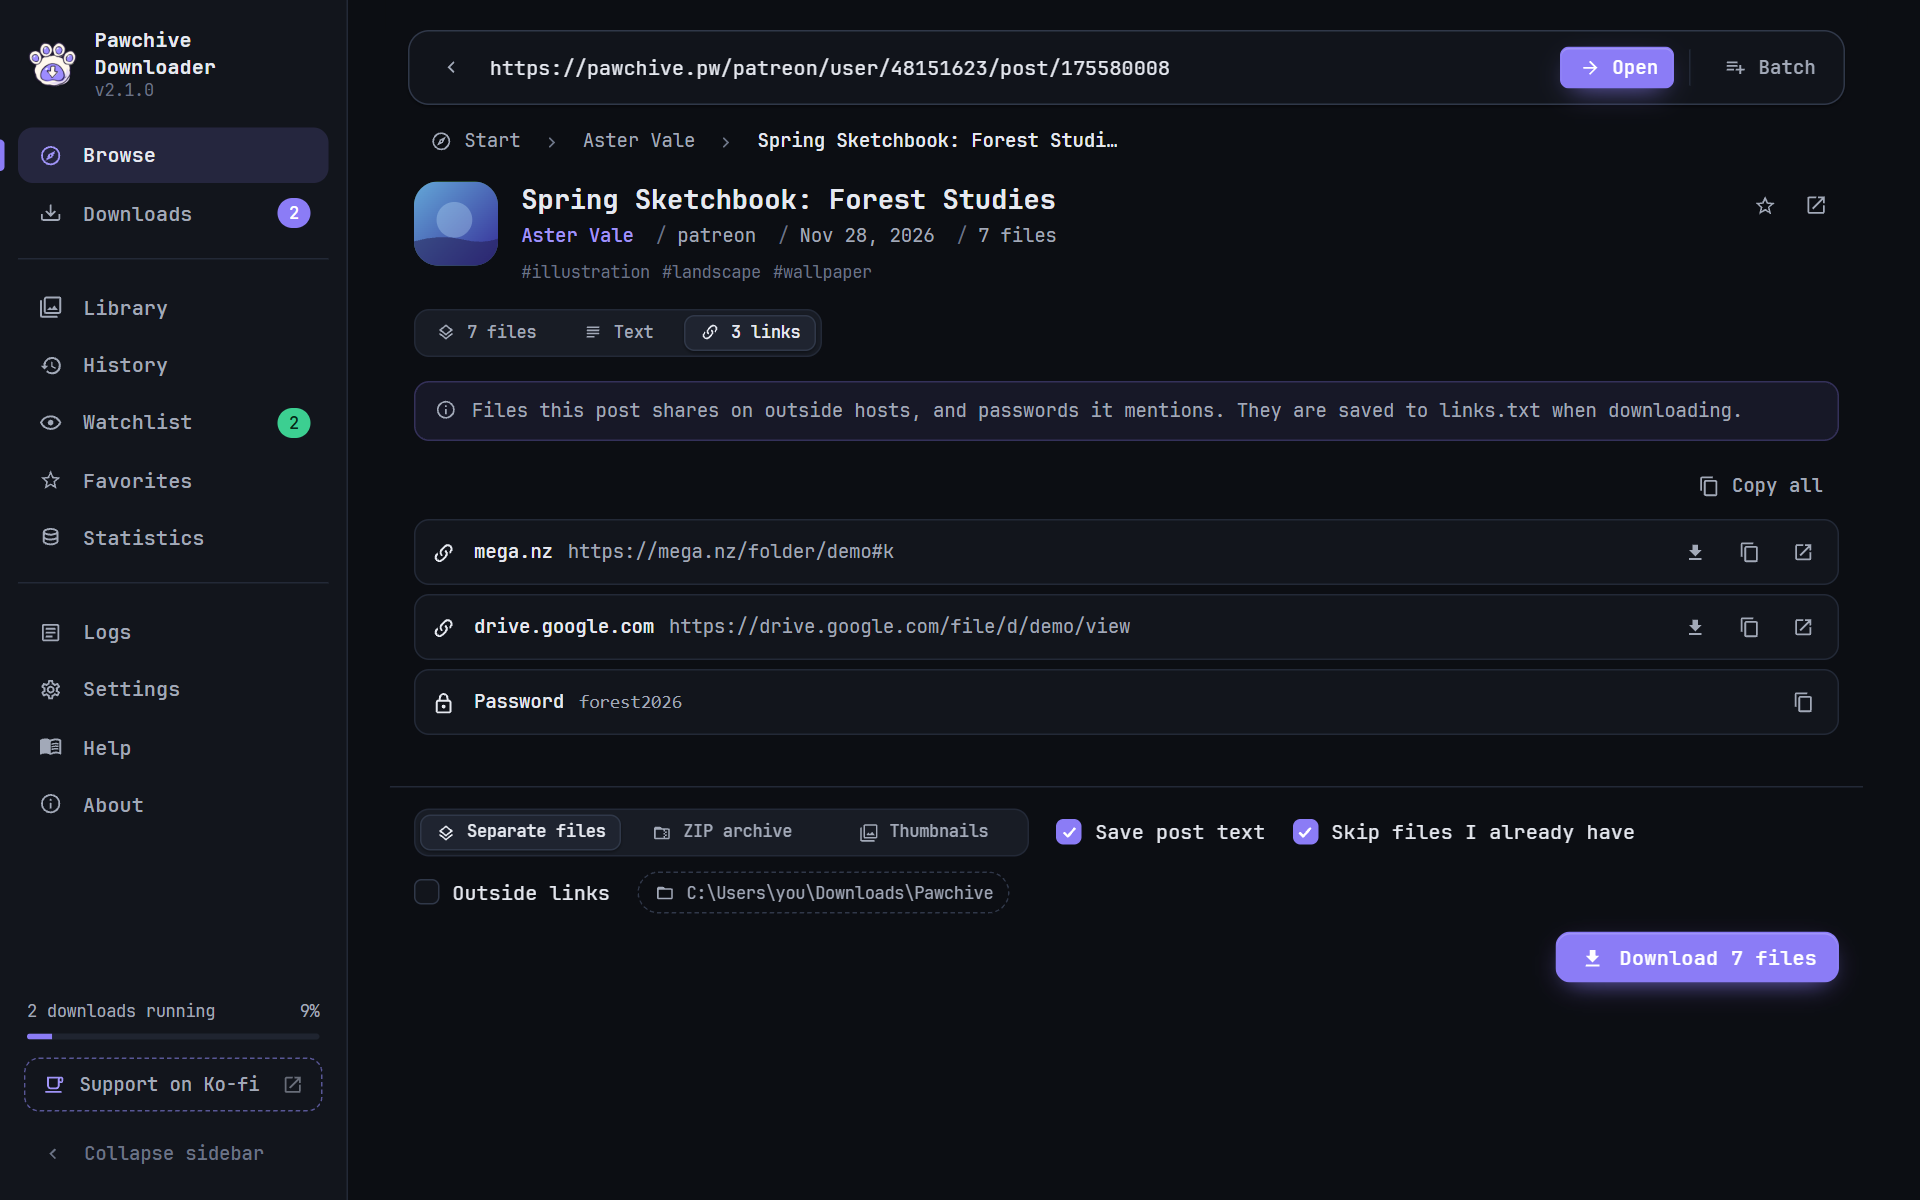 Pawchive
Downloader
v2.1.0
Browse
Downloads 2
Library
History
Watchlist 2
Favorites
Statistics
Logs
Settings
Help
About
2 downloads running 9%
Support on Ko-fi
Collapse sidebar
https://pawchive.pw/patreon/user/48151623/post/175580008
Open
Batch
Start › Aster Vale › Spring Sketchbook: Forest Studi…
Spring Sketchbook: Forest Studies
Aster Vale / patreon / Nov 28, 2026 / 7 files
#illustration #landscape #wallpaper
7 files Text 3 links
Files this post shares on outside hosts, and passwords it mentions. They are saved to links.txt when downloading.
Copy all
mega.nz https://mega.nz/folder/demo#k
drive.google.com https://drive.google.com/file/d/demo/view
Password forest2026
Separate files ZIP archive Thumbnails Save post text Skip files I already have
Outside links C:\Users\you\Downloads\Pawchive
Download 7 files